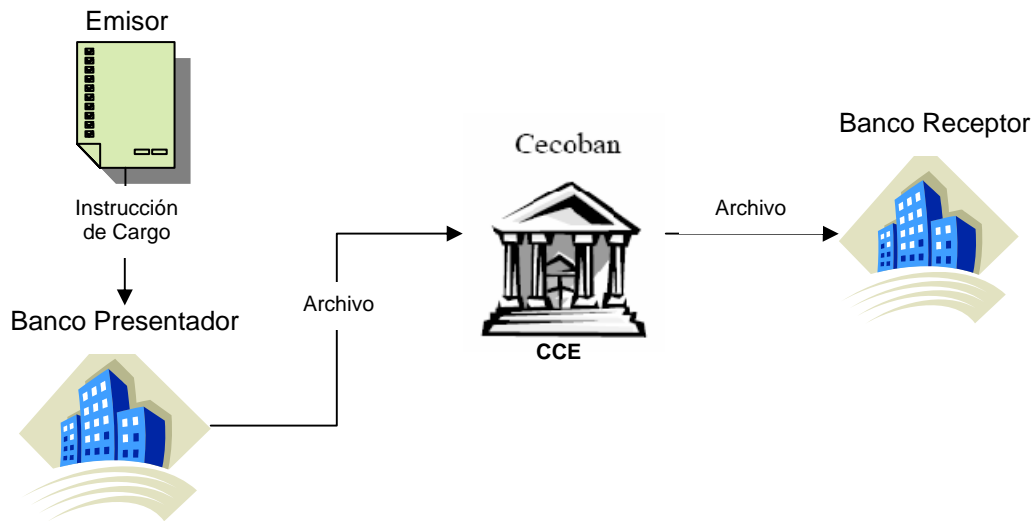 Emisor
Instrucción
de Cargo
Banco Presentador
Archivo
Cecoban
CCE
Archivo
Banco Receptor